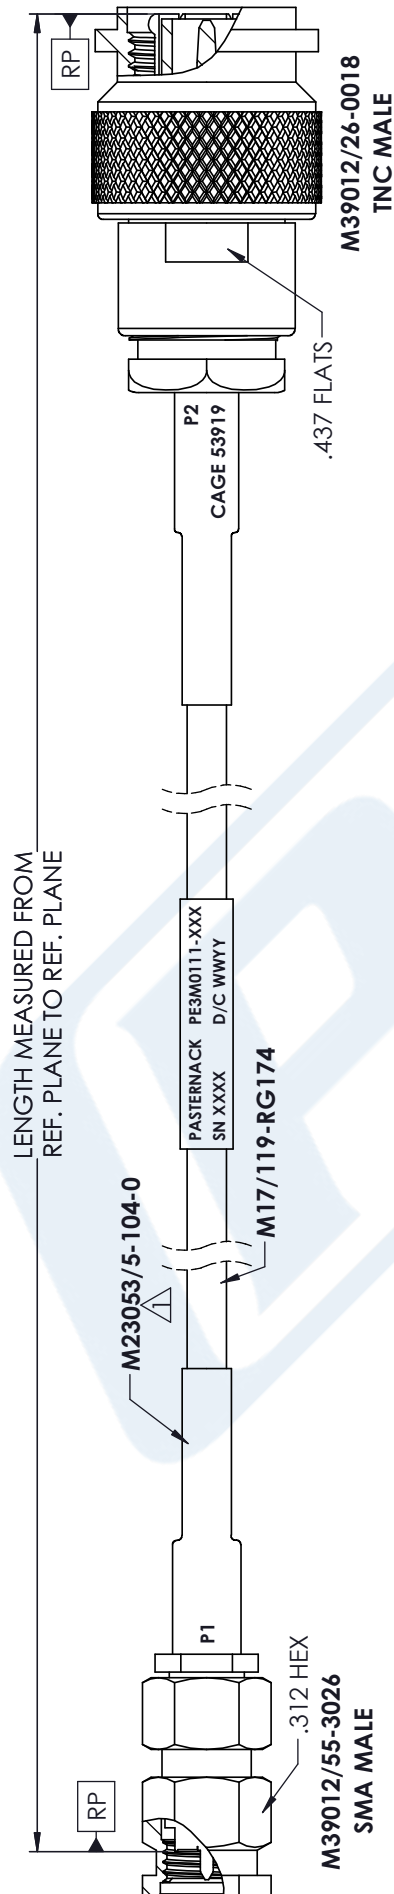 LENGTH MEASURED FROM
REF. PLANE TO REF. PLANE
RP
RP
M23053/5-104-0
1
P1
PASTERNACK PE3M0111-XXX
SN XXXX D/C WWYY
P2
CAGE 53919
M17/119-RG174
.312 HEX
M39012/55-3026
SMA MALE
.437 FLATS
M39012/26-0018
TNC MALE